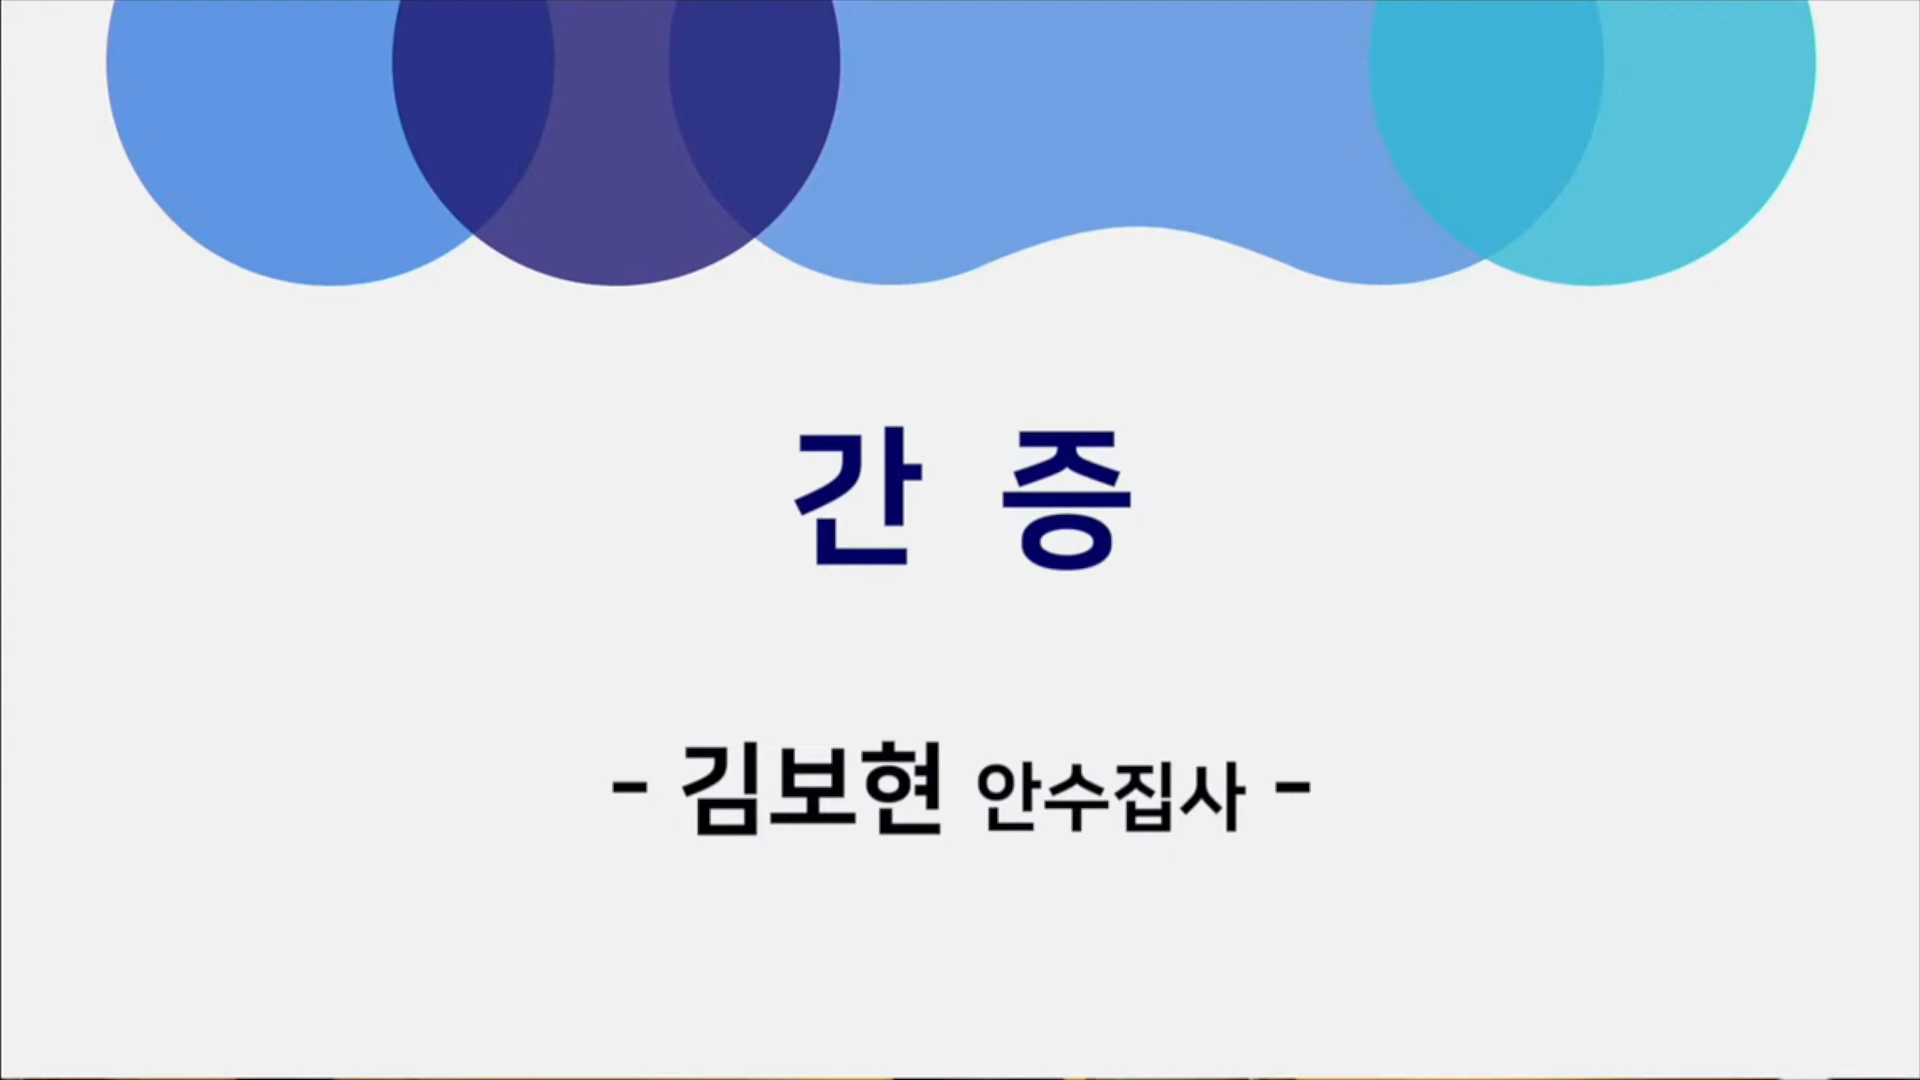 간 증
- 김보현 안수집사 -